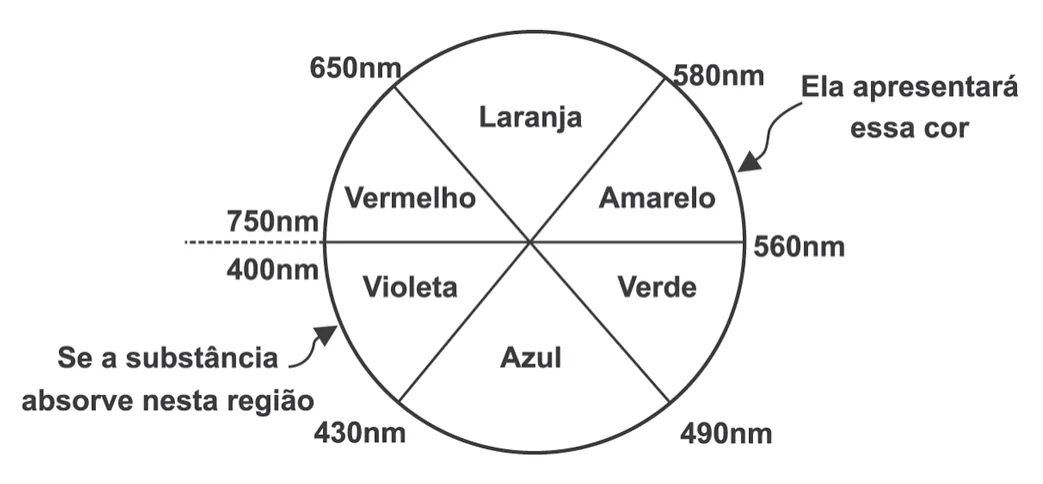 650nm
580nm
Ela apresentará
essa cor
Laranja
Vermelho
Amarelo
750nm
560nm
400nm
Violeta
Verde
Se a substância
absorve nesta região
Azul
430nm
490nm